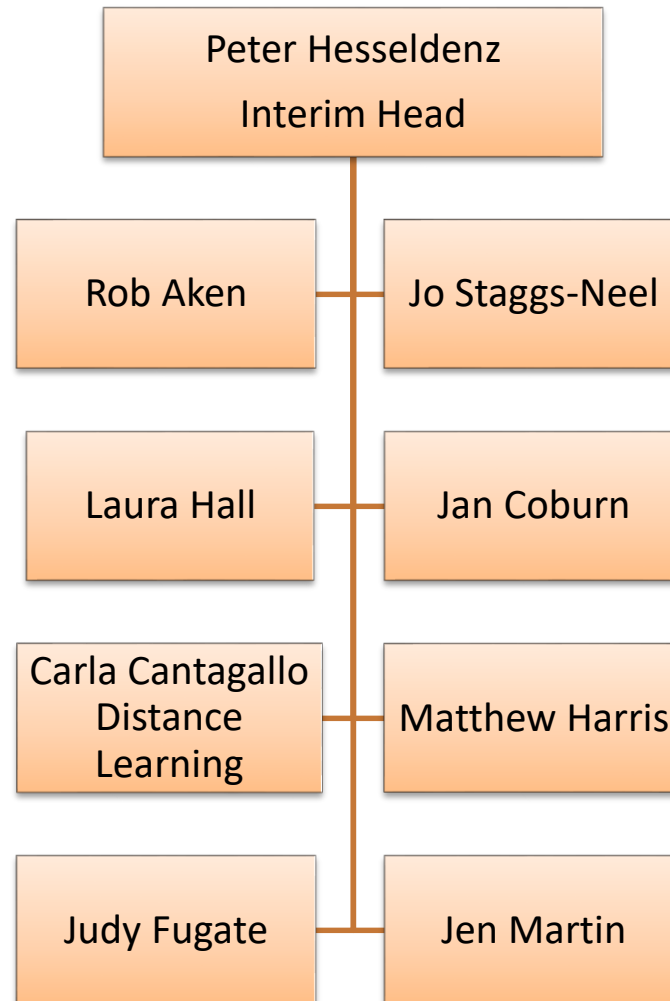 Peter Hesseldenz
Interim Head
Rob Aken
Jo Staggs-Neel
Laura Hall
Jan Coburn
Carla Cantagallo
Distance
Learning
Matthew Harris
Judy Fugate
Jen Martin